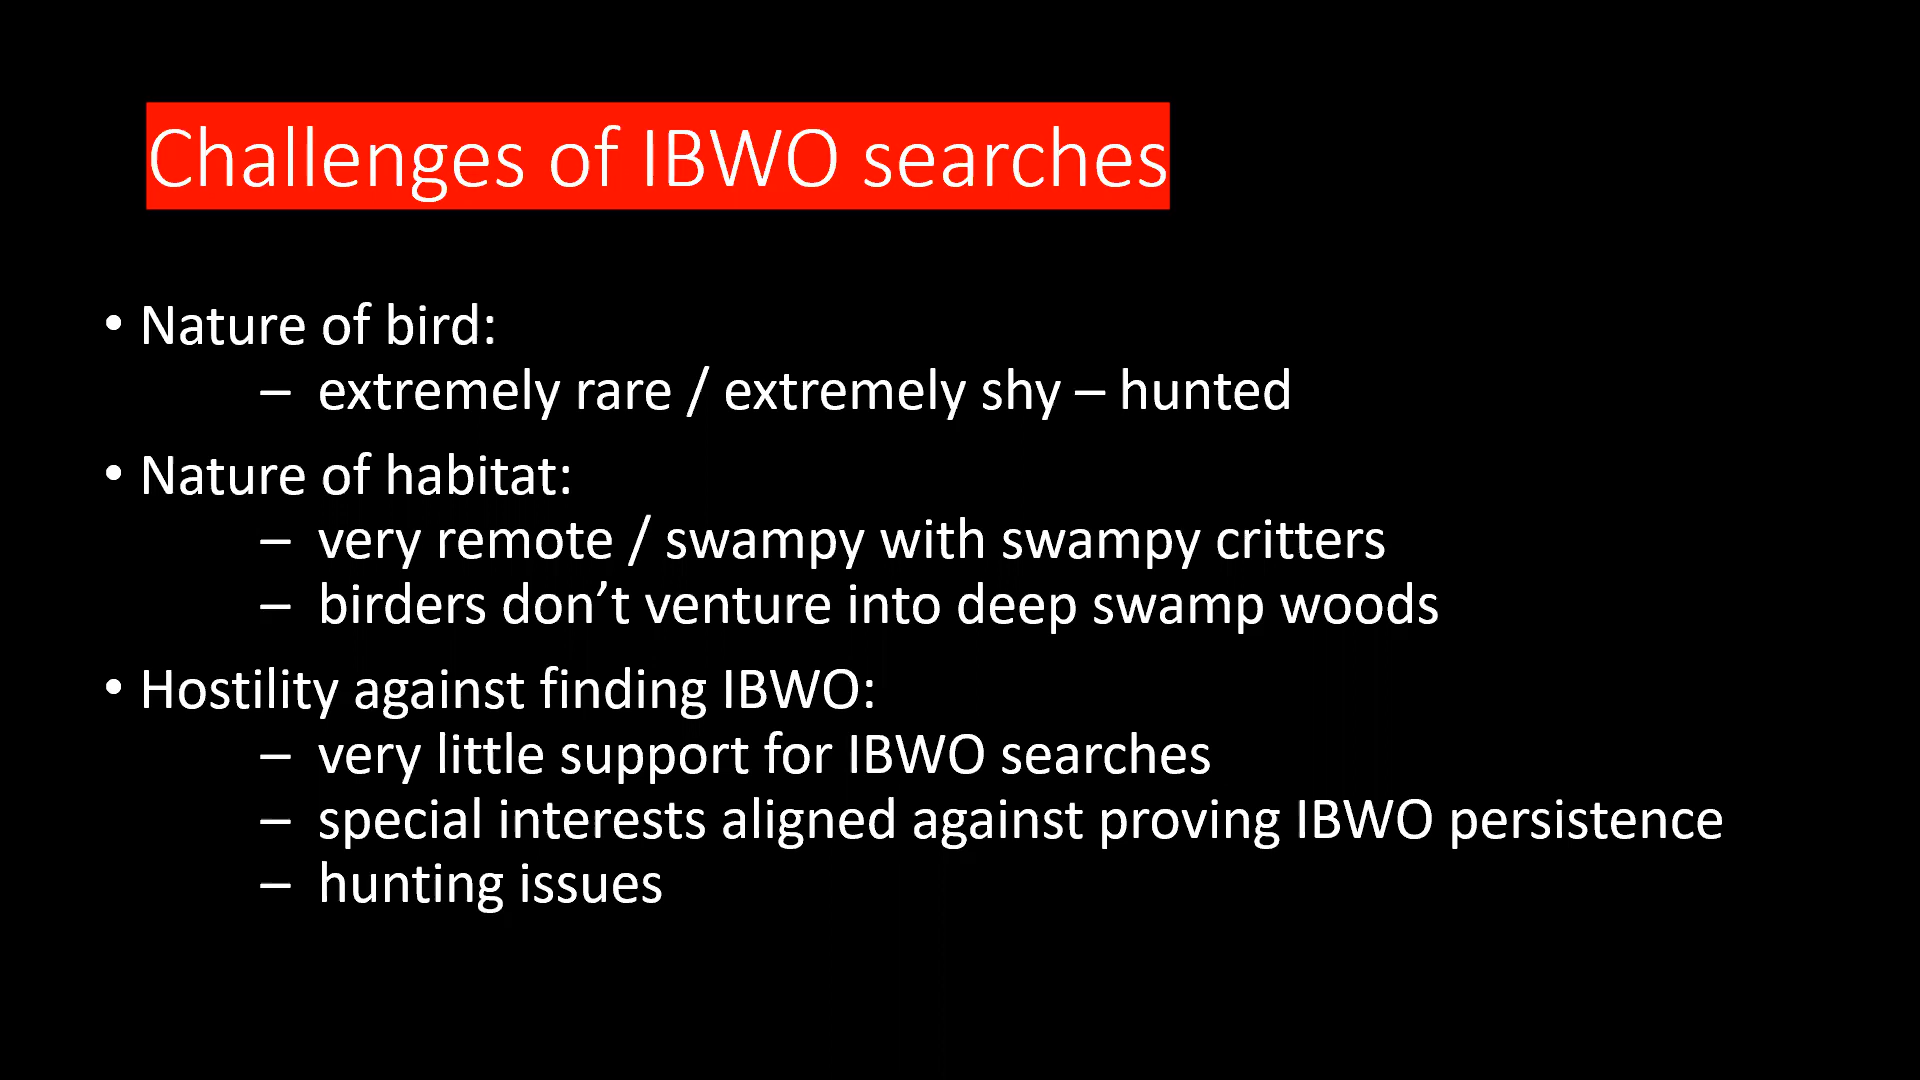 Challenges of IBWO searches
• Nature of bird:
– extremely rare / extremely shy – hunted
• Nature of habitat:
– very remote / swampy with swampy critters
– birders don’t venture into deep swamp woods
• Hostility against finding IBWO:
– very little support for IBWO searches
– special interests aligned against proving IBWO persistence
– hunting issues